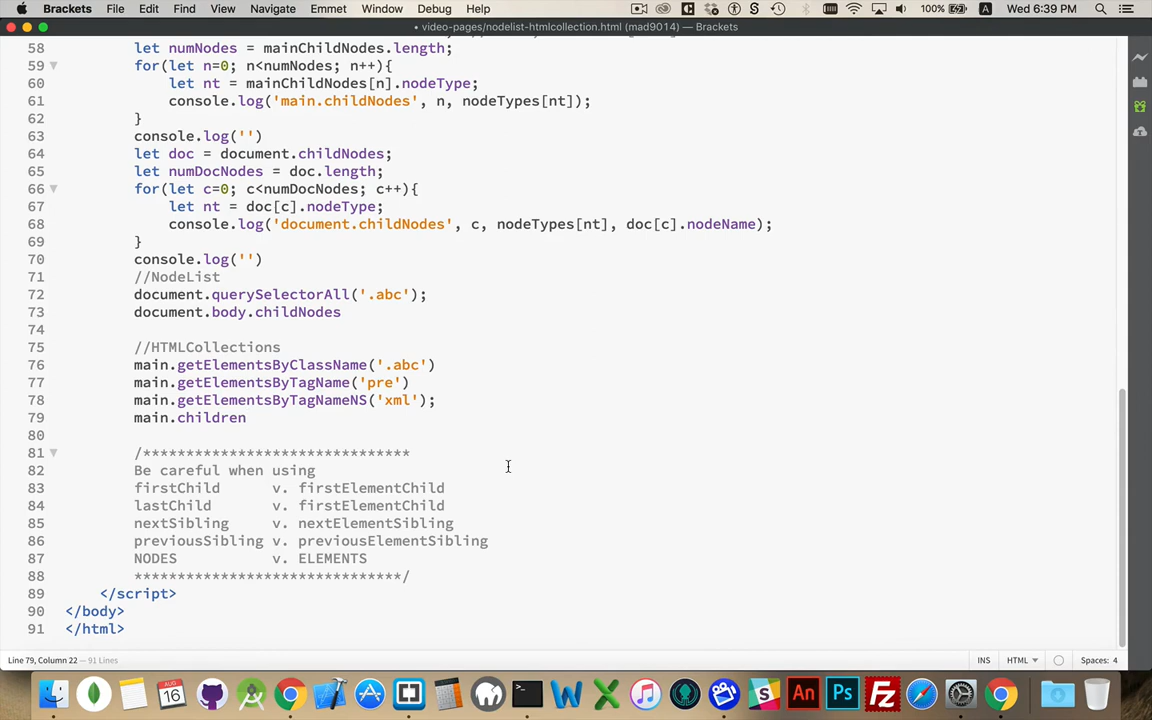 Brackets File Edit Find View Navigate Emmet Window Debug Help 100% Wed 6:39 PM
• video-pages/nodelist-htmlcollection.html (mad9014) — Brackets
58 let numNodes = mainChildNodes.length;
59 for(let n=0; n<numNodes; n++){
60 let nt = mainChildNodes[n].nodeType;
61 console.log('main.childNodes', n, nodeTypes[nt]);
62 }
63 console.log('')
64 let doc = document.childNodes;
65 let numDocNodes = doc.length;
66 for(let c=0; c<numDocNodes; c++){
67 let nt = doc[c].nodeType;
68 console.log('document.childNodes', c, nodeTypes[nt], doc[c].nodeName);
69 }
70 console.log('')
71 //NodeList
72 document.querySelectorAll('.abc');
73 document.body.childNodes
74
75 //HTMLCollections
76 main.getElementsByClassName('.abc')
77 main.getElementsByTagName('pre')
78 main.getElementsByTagNameNS('xml');
79 main.children
80
81 /*******************************
82 Be careful when using
83 firstChild v. firstElementChild
84 lastChild v. firstElementChild
85 nextSibling v. nextElementSibling
86 previousSibling v. previousElementSibling
87 NODES v. ELEMENTS
88 *******************************/
89 </script>
90 </body>
91 </html>
Line 79, Column 22 — 91 Lines INS HTML Spaces: 4
AUG
16
An Ps Fz